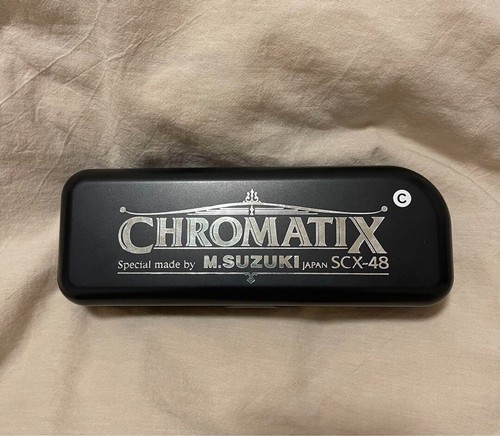 C
CHROMATIX
Special made by M.SUZUKI JAPAN SCX-48